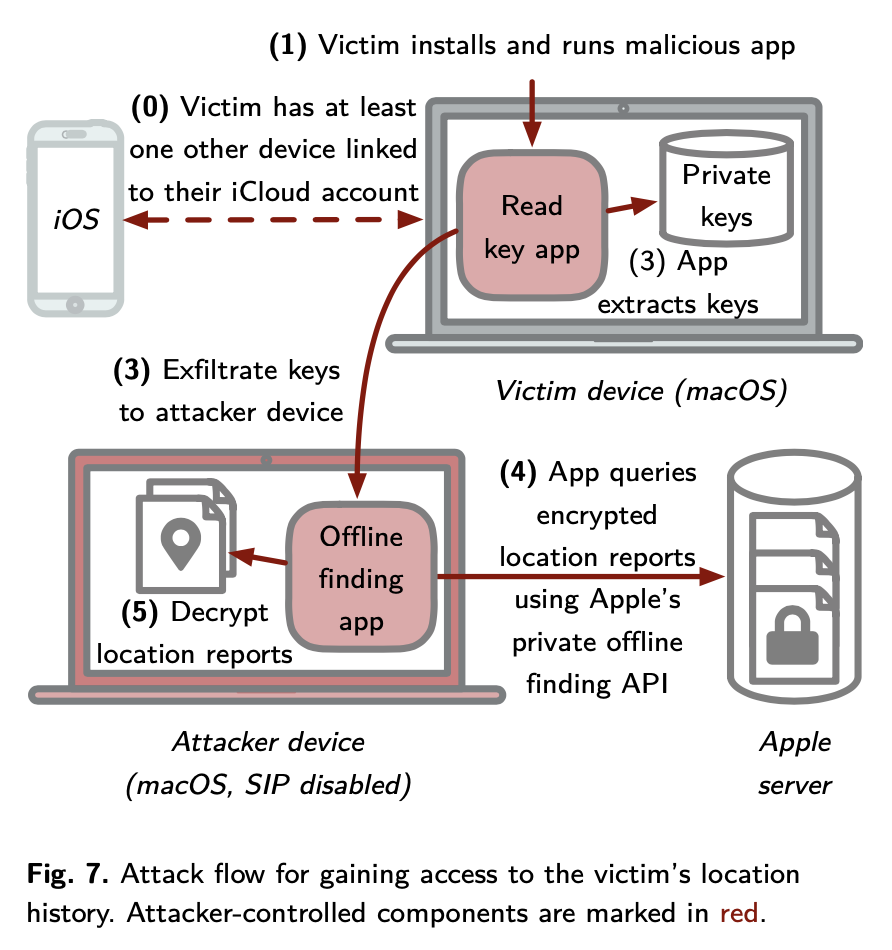 (1) Victim installs and runs malicious app
(0) Victim has at least
one other device linked
to their iCloud account
iOS
Read
key app
Private
keys
(3) App
extracts keys
Victim device (macOS)
(3) Exfiltrate keys
to attacker device
Offline
finding
app
(5) Decrypt
location reports
(4) App queries
encrypted
location reports
using Apple's
private offline
finding API
Attacker device
(macOS, SIP disabled)
Apple
server
Fig. 7. Attack flow for gaining access to the victim's location
history. Attacker-controlled components are marked in red.